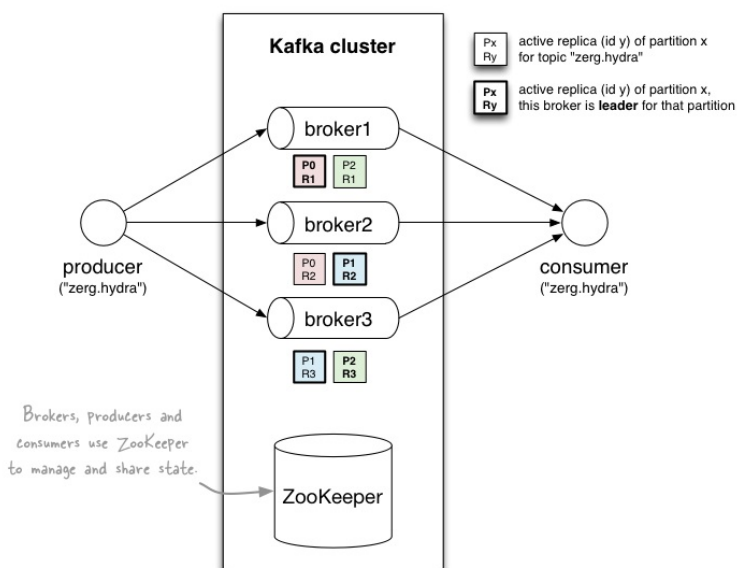 Kafka cluster
Px
Ry
active replica (id y) of partition x
for topic "zerg.hydra"
Px
Ry
active replica (id y) of partition x,
this broker is leader for that partition
broker1
P0
R1
P2
R1
broker2
P0
R2
P1
R2
producer
("zerg.hydra")
consumer
("zerg.hydra")
broker3
P1
R3
P2
R3
Brokers, producers and
consumers use ZooKeeper
to manage and share state.
ZooKeeper